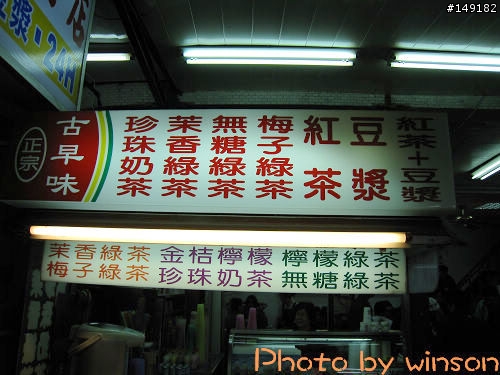 #149182
店
漿·24H
正宗
古早味
珍珠奶茶
茉香綠茶
無糖綠茶
梅子綠茶
紅茶
豆漿
紅茶+豆漿
茉香綠茶 金桔檸檬 檸檬綠茶
梅子綠茶 珍珠奶茶 無糖綠茶
Photo by winson